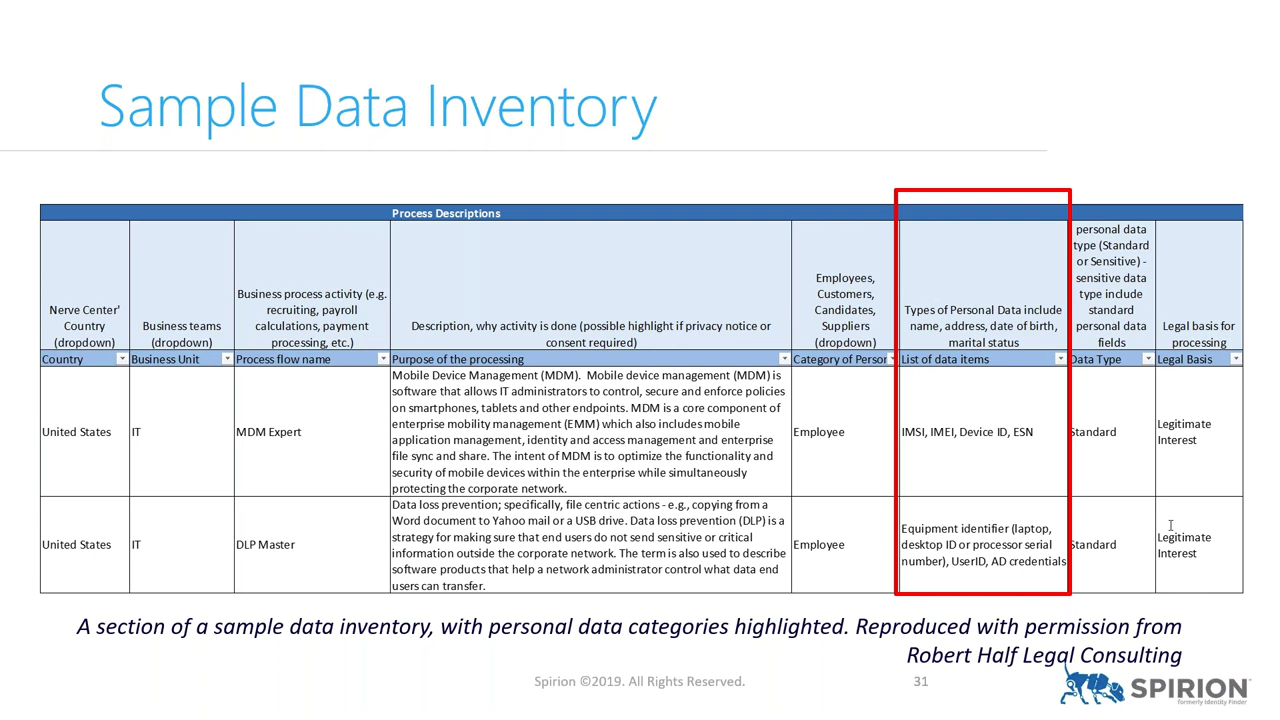 Sample Data Inventory
Process Descriptions
Nerve Center'
Country
(dropdown)
Business teams
(dropdown)
Business process activity (e.g.
recruiting, payroll
calculations, payment
processing, etc.)
Description, why activity is done (possible highlight if privacy notice or
consent required)
Employees,
Customers,
Candidates,
Suppliers
(dropdown)
Types of Personal Data include
name, address, date of birth,
marital status
personal data
type (Standard
or Sensitive) -
sensitive data
type include
standard
personal data
fields
Legal basis for
processing
Country
Business Unit
Process flow name
Purpose of the processing
Category of Person
List of data items
Data Type
Legal Basis
United States
IT
MDM Expert
Mobile Device Management (MDM).  Mobile device management (MDM) is
software that allows IT administrators to control, secure and enforce policies
on smartphones, tablets and other endpoints. MDM is a core component of
enterprise mobility management (EMM) which also includes mobile
application management, identity and access management and enterprise
file sync and share. The intent of MDM is to optimize the functionality and
security of mobile devices within the enterprise while simultaneously
protecting the corporate network.
Employee
IMSI, IMEI, Device ID, ESN
Standard
Legitimate
Interest
United States
IT
DLP Master
Data loss prevention; specifically, file centric actions - e.g., copying from a
Word document to Yahoo mail or a USB drive. Data loss prevention (DLP) is a
strategy for making sure that end users do not send sensitive or critical
information outside the corporate network. The term is also used to describe
software products that help a network administrator control what data end
users can transfer.
Employee
Equipment identifier (laptop,
desktop ID or processor serial
number), UserID, AD credentials
Standard
Legitimate
Interest
A section of a sample data inventory, with personal data categories highlighted. Reproduced with permission from
Robert Half Legal Consulting
Spirion ©2019. All Rights Reserved.
31
SPIRION
formerly Identity Finder